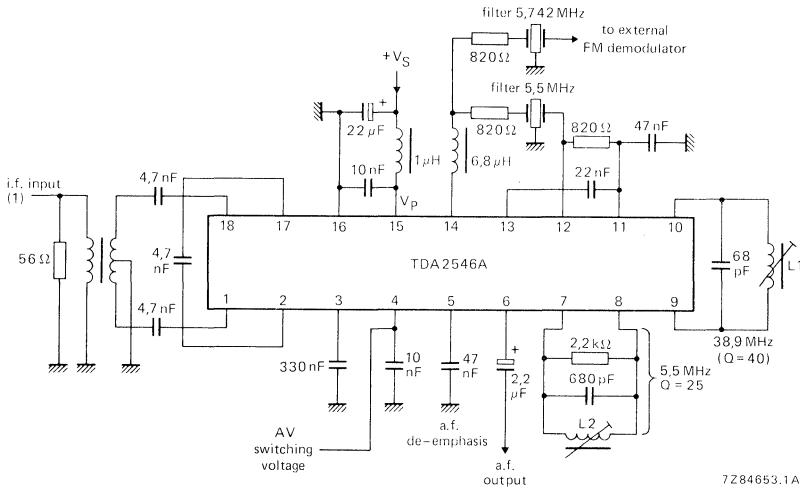 filter 5,742 MHz
to external
FM demodulator
820Ω
+VS
filter 5,5 MHz
+
22 µF
820Ω
820Ω
47 nF
1µH
6,8 µH
10 nF
22 nF
VP
4,7 nF
i.f. input
(1)
56 Ω
4,7
nF
4,7 nF
18
17
16
15
14
13
12
11
10
TDA2546A
1
2
3
4
5
6
7
8
9
68
pF
L1
38,9 MHz
(Q = 40)
330 nF
10
nF
47
nF
+
2,2
µF
2,2 kΩ
680 pF
L2
5,5 MHz
Q = 25
AV
switching
voltage
a.f.
de-emphasis
a.f.
output
7Z84653.1A